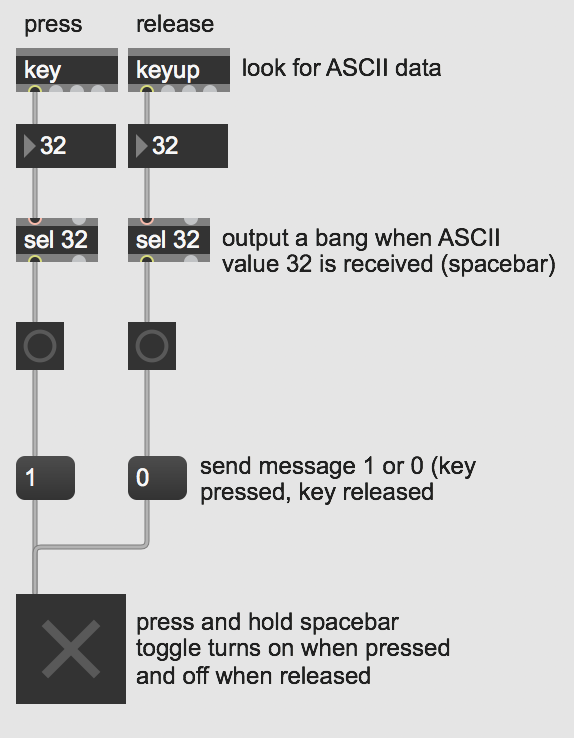 press release
key keyup look for ASCII data
32 32
sel 32 sel 32 output a bang when ASCII
value 32 is received (spacebar)
1 0 send message 1 or 0 (key
pressed, key released
press and hold spacebar
toggle turns on when pressed
and off when released